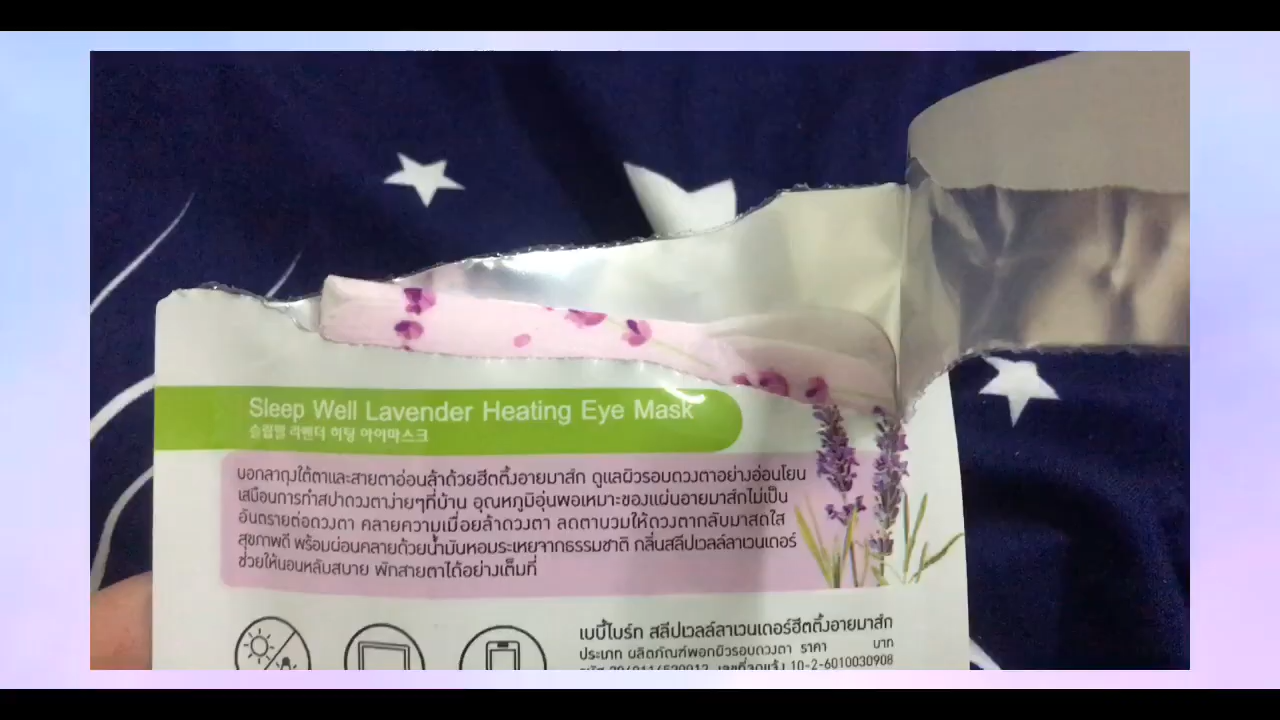 Sleep Well Lavender Heating Eye Mask
슬립웰 라벤더 히팅 아이마스크
บอกลาถุงใต้ตาและสายตาอ่อนล้าด้วยฮีตติ้งอายมาส์ก ดูแลผิวรอบดวงตาอย่างอ่อนโยน
เสมือนการทำสปาดวงตาง่ายๆที่บ้าน อุณหภูมิอุ่นพอเหมาะของแผ่นอายมาส์กไม่เป็น
อันตรายต่อดวงตา คลายความเมื่อยล้าดวงตา ลดตาบวมให้ดวงตากลับมาสดใส
สุขภาพดี พร้อมผ่อนคลายด้วยน้ำมันหอมระเหยจากธรรมชาติ กลิ่นสลีปเวลล์ลาเวนเดอร์
ช่วยให้นอนหลับสบาย พักสายตาได้อย่างเต็มที่
เบบี้ไบร์ท สลีปเวลล์ลาเวนเดอร์ฮีตติ้งอายมาส์ก
ประเภท ผลิตภัณฑ์พอกผิวรอบดวงตา ราคา บาท
เลขที่จดแจ้ง 10-2-6010030908